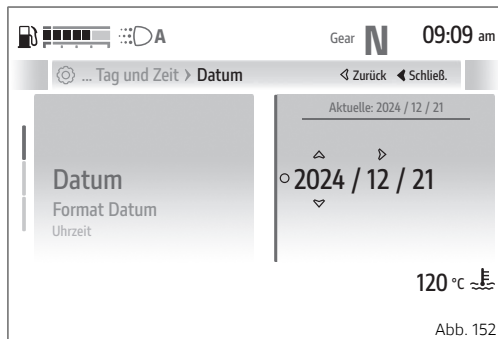 A Gear N 09:09 am
... Tag und Zeit > Datum Zurück Schließ.
Aktuelle: 2024 / 12 / 21
2024 / 12 / 21
Datum
Format Datum
Uhrzeit
120 °C
Abb. 152